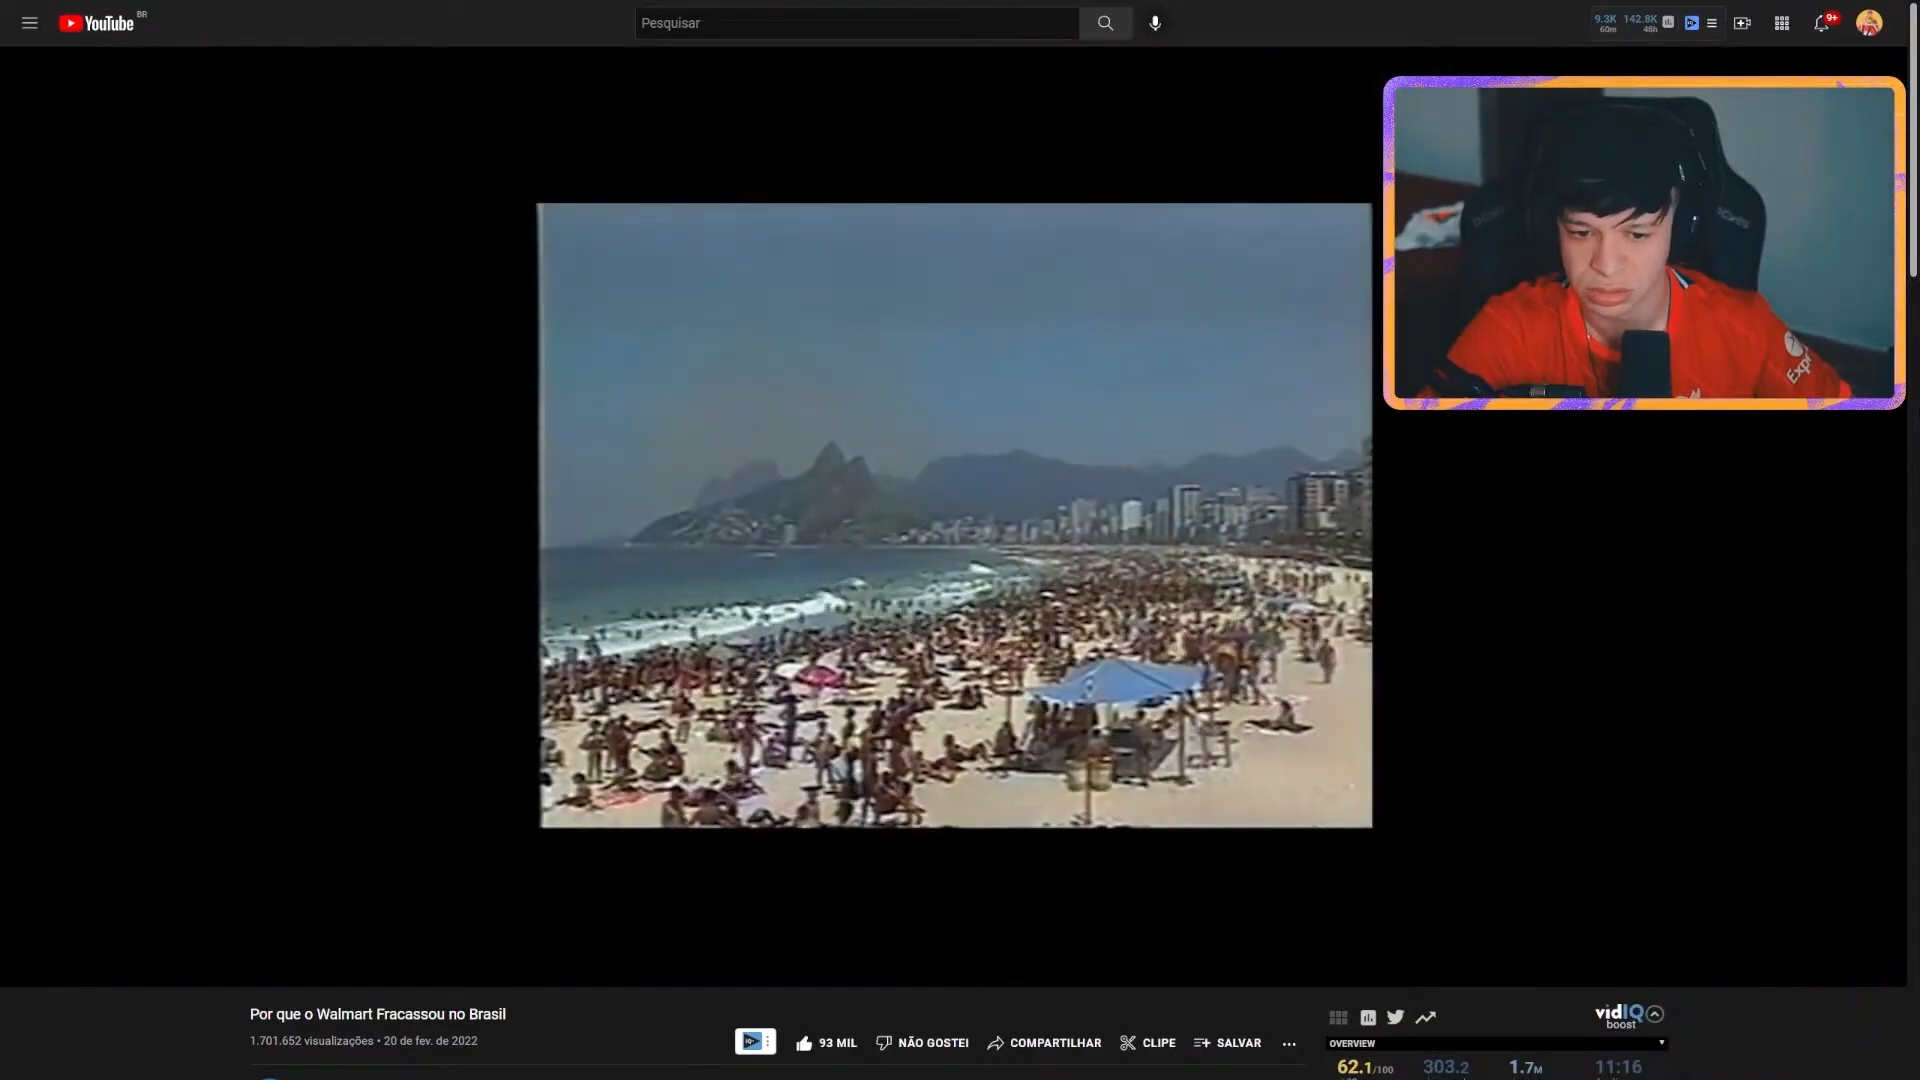 YouTube BR
Pesquisar
9.3K 142.8K
60m 48h
9+
Expr
Por que o Walmart Fracassou no Brasil
1.701.652 visualizações • 20 de fev. de 2022
93 MIL NÃO GOSTEI COMPARTILHAR CLIPE SALVAR ...
vidIQ
boost
OVERVIEW
62.1/100 303.2 1.7M 11:16